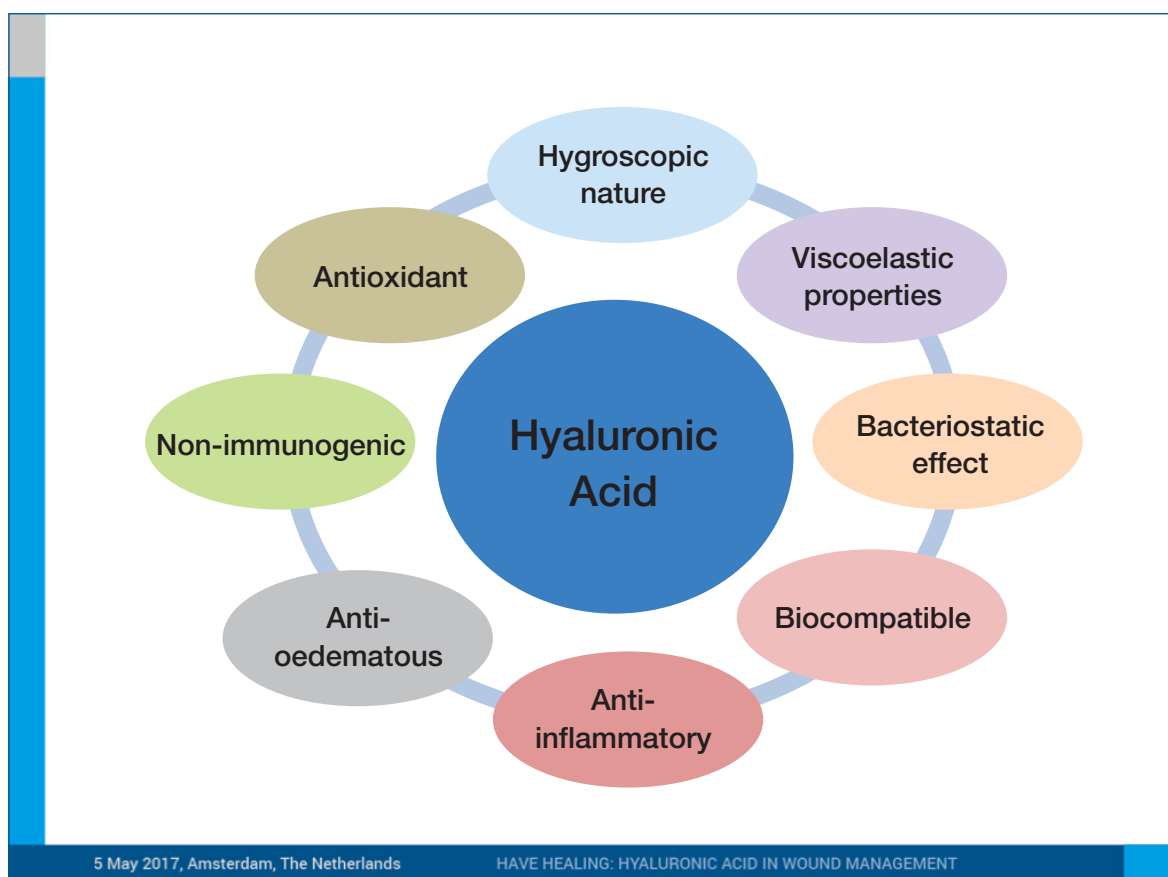 Hygroscopic
nature
Viscoelastic
properties
Bacteriostatic
effect
Biocompatible
Anti-
inflammatory
Anti-
oedematous
Non-immunogenic
Antioxidant
Hyaluronic
Acid
5 May 2017, Amsterdam, The Netherlands HAVE HEALING: HYALURONIC ACID IN WOUND MANAGEMENT